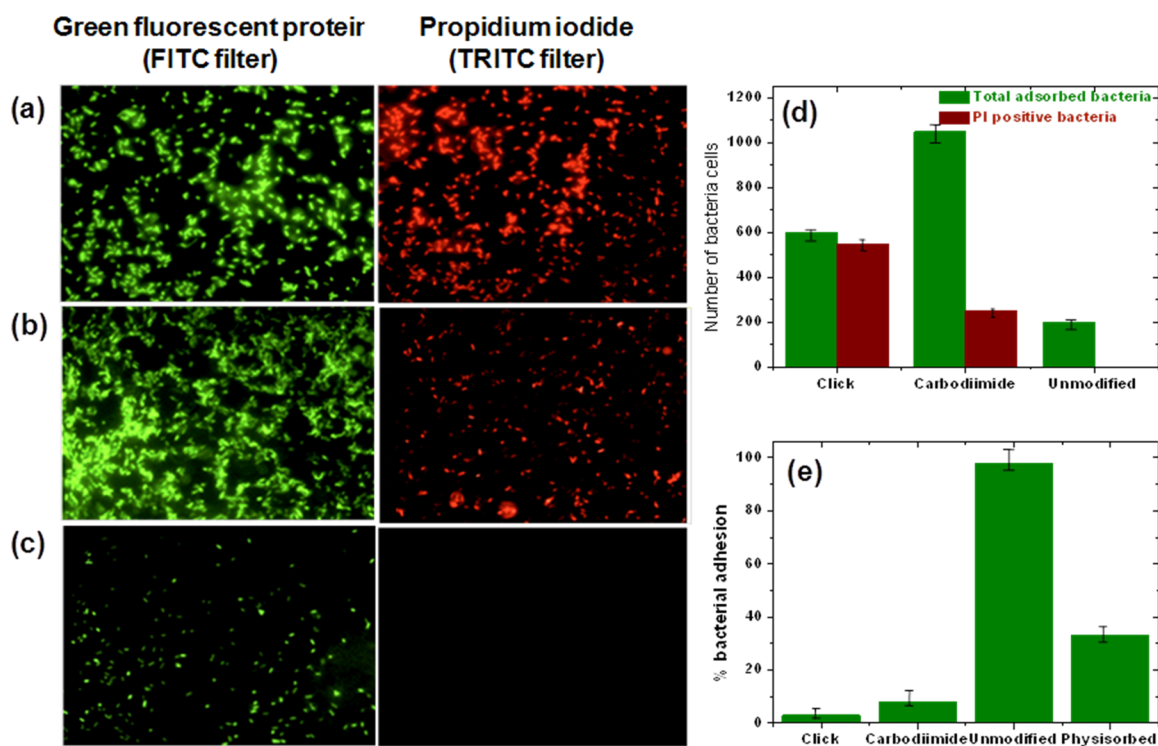 Green fluorescent proteir
(FITC filter)
Propidium iodide
(TRITC filter)
(a)
(b)
(c)
(d)
Total adsorbed bacteria
PI positive bacteria
Number of bacteria cells
1200
1000
800
600
400
200
0
Click
Carbodiimide
Unmodified
(e)
% bacterial adhesion
100
80
60
40
20
0
Click
Carbodiimide
Unmodified
Physisorbed